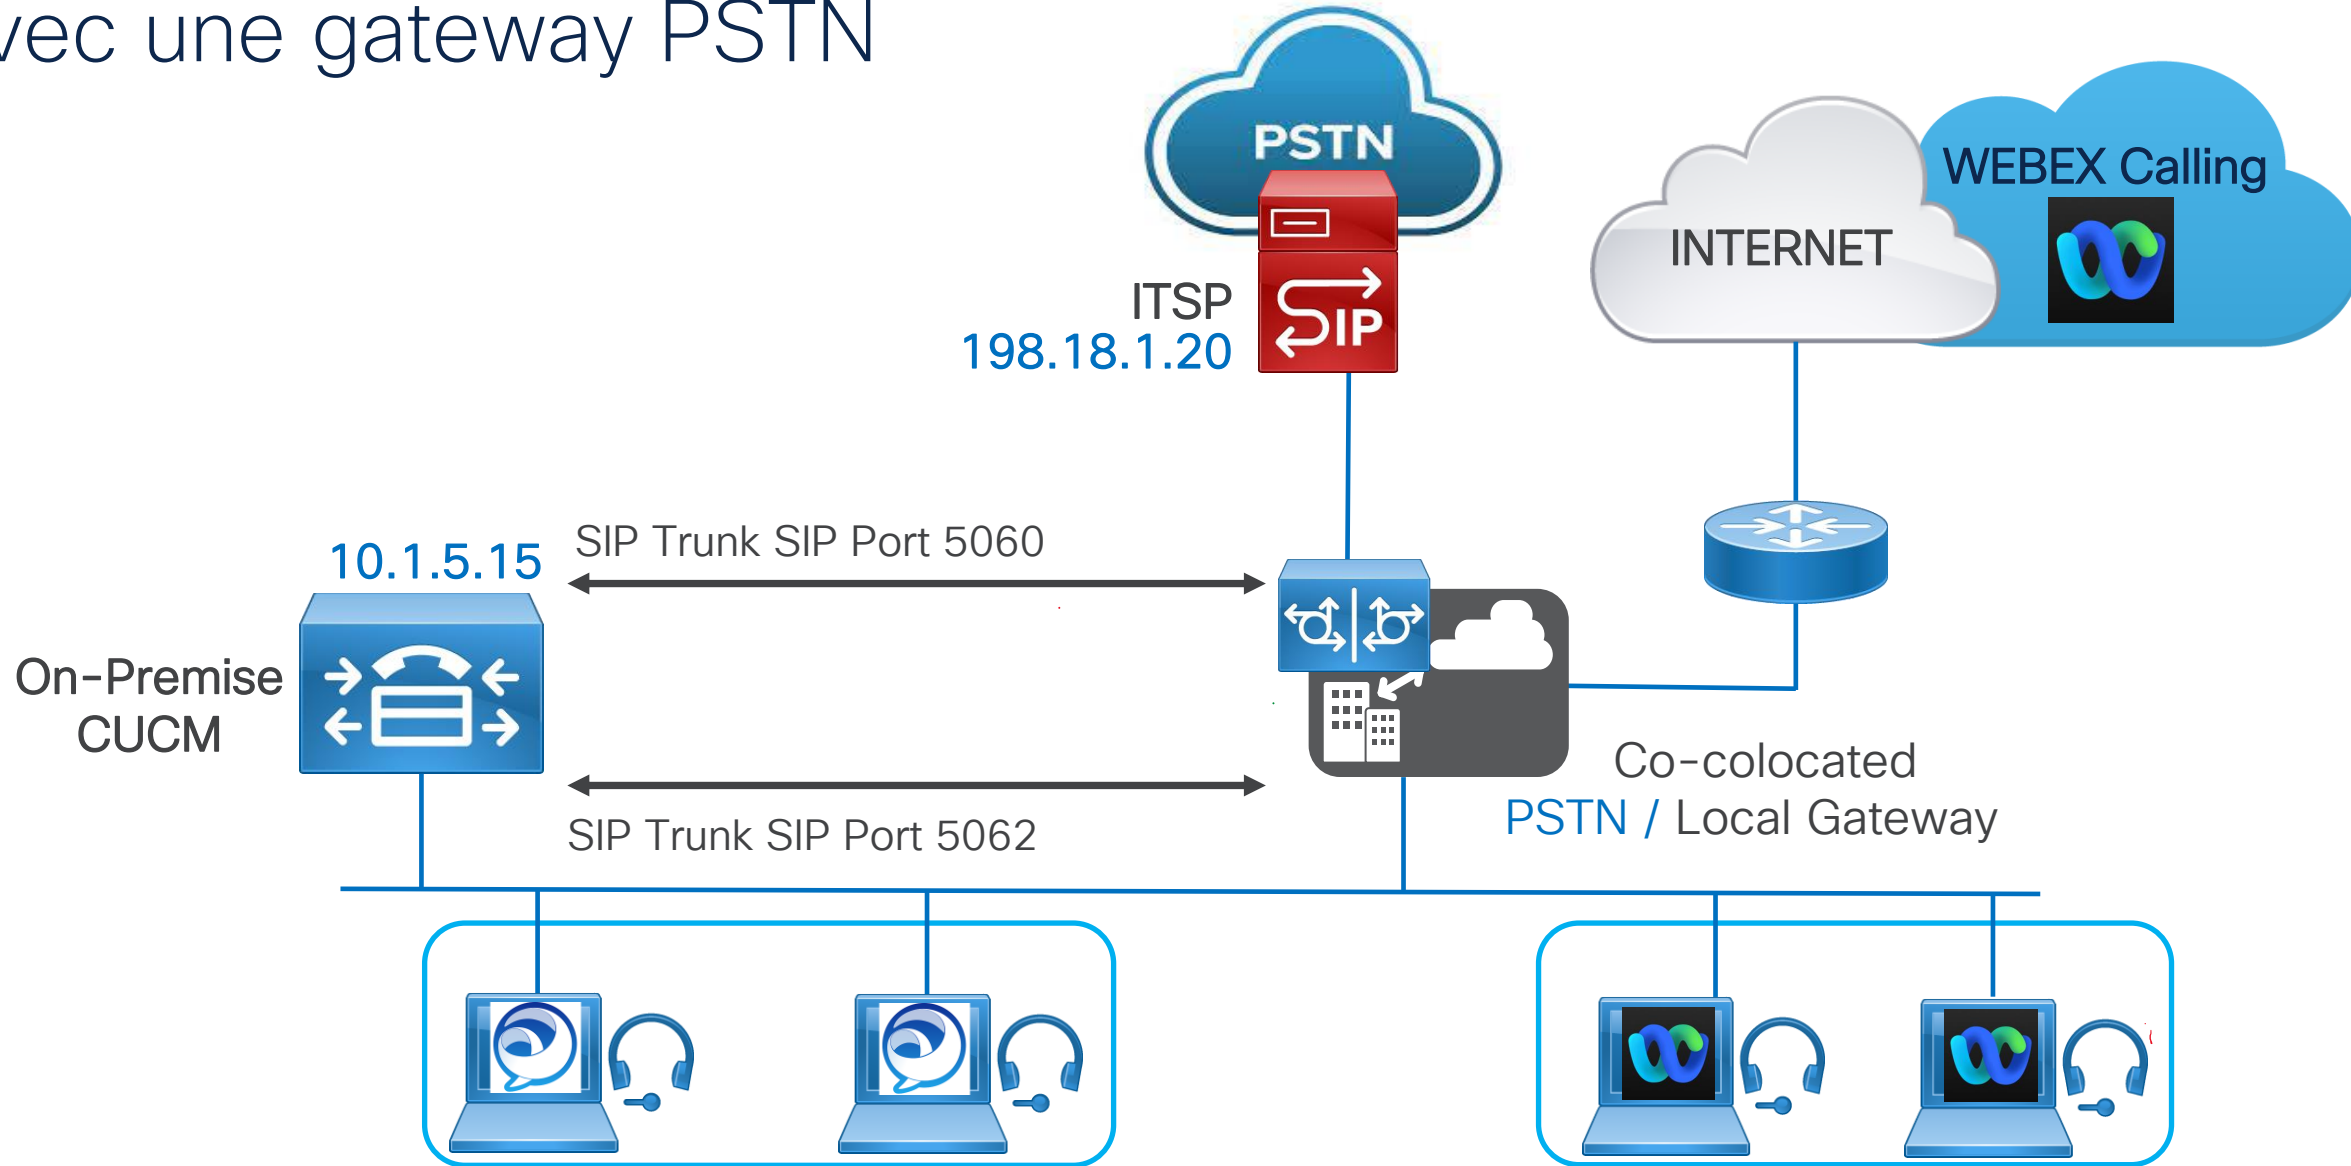 vec une gateway PSTN
PSTN
WEBEX Calling
INTERNET
SIP
ITSP
198.18.1.20
SIP Trunk SIP Port 5060
10.1.5.15
On-Premise
CUCM
Co-colocated
PSTN / Local Gateway
SIP Trunk SIP Port 5062